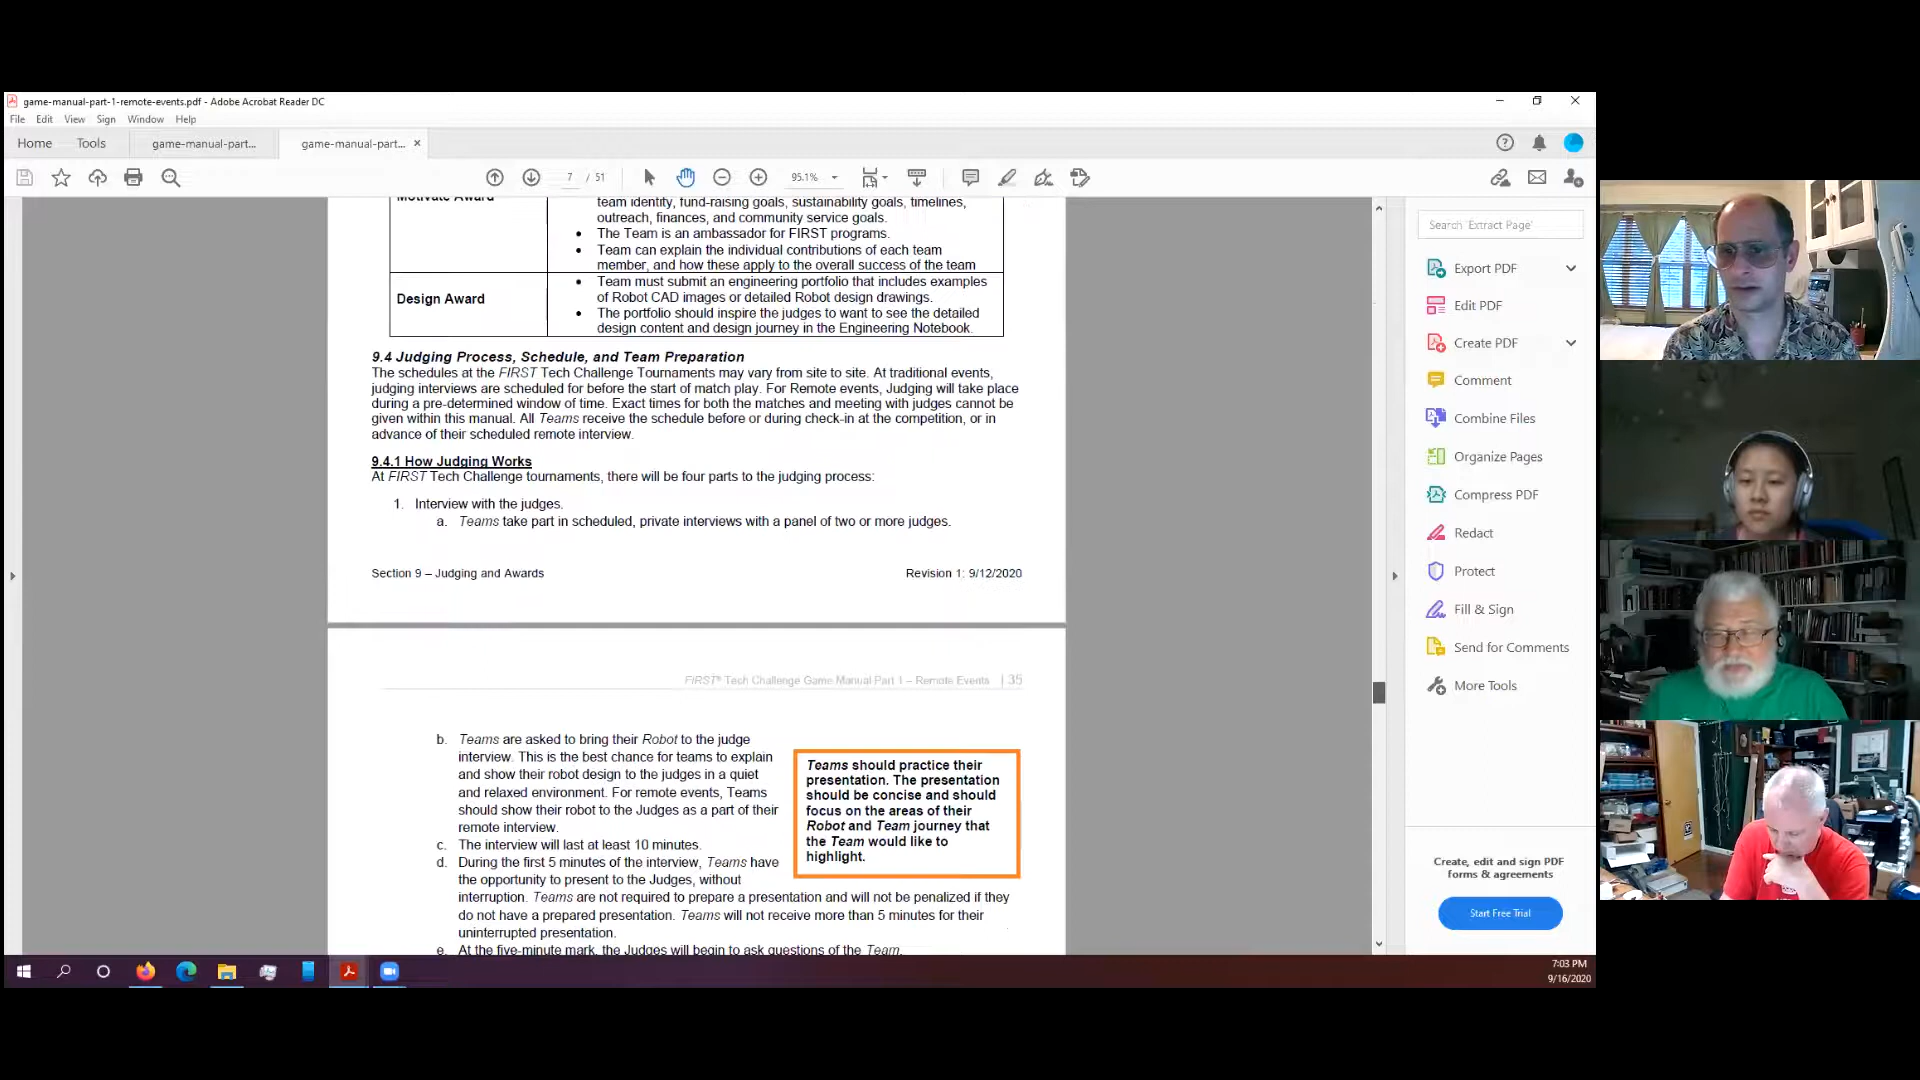 game-manual-part-1-remote-events.pdf - Adobe Acrobat Reader DC
File Edit View Sign Window Help
Home Tools game-manual-part... game-manual-part... ×
7 / 51 95.1%
Motivate Award
team identity, fund-raising goals, sustainability goals, timelines,
outreach, finances, and community service goals.
• The Team is an ambassador for FIRST programs.
• Team can explain the individual contributions of each team
member, and how these apply to the overall success of the team
Design Award
• Team must submit an engineering portfolio that includes examples
of Robot CAD images or detailed Robot design drawings.
• The portfolio should inspire the judges to want to see the detailed
design content and design journey in the Engineering Notebook.
9.4 Judging Process, Schedule, and Team Preparation
The schedules at the FIRST Tech Challenge Tournaments may vary from site to site. At traditional events,
judging interviews are scheduled for before the start of match play. For Remote events, Judging will take place
during a pre-determined window of time. Exact times for both the matches and meeting with judges cannot be
given within this manual. All Teams receive the schedule before or during check-in at the competition, or in
advance of their scheduled remote interview.
9.4.1 How Judging Works
At FIRST Tech Challenge tournaments, there will be four parts to the judging process:
1. Interview with the judges.
a. Teams take part in scheduled, private interviews with a panel of two or more judges.
Section 9 – Judging and Awards Revision 1: 9/12/2020
FIRST® Tech Challenge Game Manual Part 1 – Remote Events | 35
b. Teams are asked to bring their Robot to the judge
interview. This is the best chance for teams to explain
and show their robot design to the judges in a quiet
and relaxed environment. For remote events, Teams
should show their robot to the Judges as a part of their
remote interview.
c. The interview will last at least 10 minutes.
d. During the first 5 minutes of the interview, Teams have
the opportunity to present to the Judges, without
interruption. Teams are not required to prepare a presentation and will not be penalized if they
do not have a prepared presentation. Teams will not receive more than 5 minutes for their
uninterrupted presentation.
e. At the five-minute mark, the Judges will begin to ask questions of the Team.
Teams should practice their
presentation. The presentation
should be concise and should
focus on the areas of their
Robot and Team journey that
the Team would like to
highlight.
Search 'Extract Page'
Export PDF
Edit PDF
Create PDF
Comment
Combine Files
Organize Pages
Compress PDF
Redact
Protect
Fill & Sign
Send for Comments
More Tools
Create, edit and sign PDF
forms & agreements
Start Free Trial
7:03 PM
9/16/2020